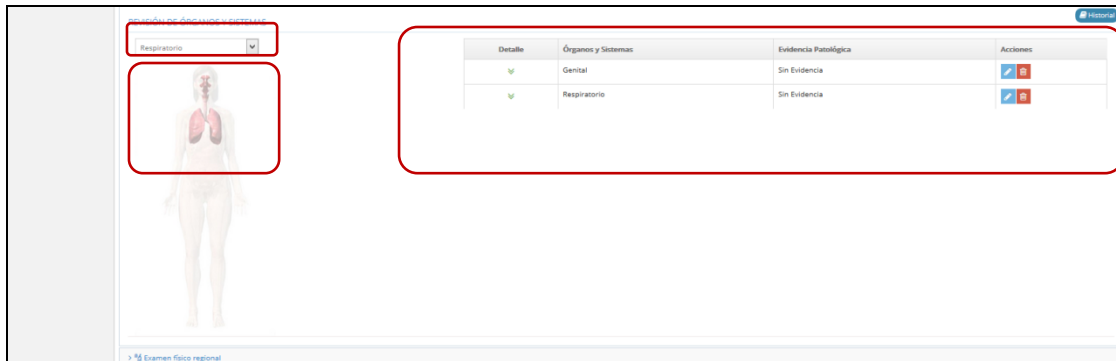 REVISIÓN DE ÓRGANOS Y SISTEMAS
Historial
Respiratorio
Detalle Órganos y Sistemas Evidencia Patológica Acciones
Genital Sin Evidencia
Respiratorio Sin Evidencia
> Examen físico regional